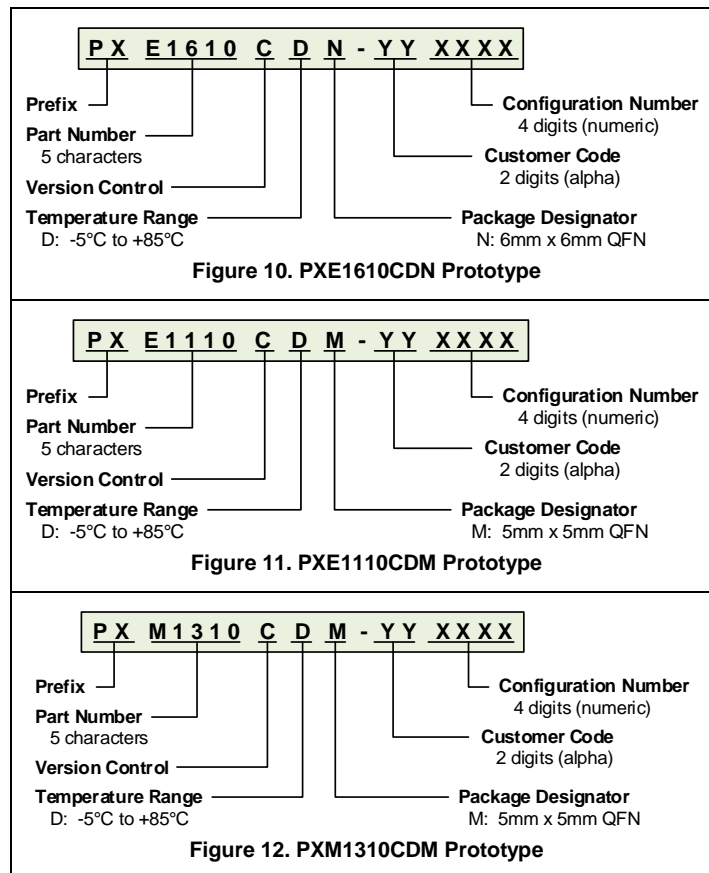 PX E1610 C D N - YY XXXX
Prefix
Configuration Number
4 digits (numeric)
Part Number
5 characters
Customer Code
2 digits (alpha)
Version Control
Temperature Range
D: -5°C to +85°C
Package Designator
N: 6mm x 6mm QFN
Figure 10. PXE1610CDN Prototype
PX E1110 C D M - YY XXXX
Prefix
Configuration Number
4 digits (numeric)
Part Number
5 characters
Customer Code
2 digits (alpha)
Version Control
Temperature Range
D: -5°C to +85°C
Package Designator
M: 5mm x 5mm QFN
Figure 11. PXE1110CDM Prototype
PX M1310 C D M - YY XXXX
Prefix
Configuration Number
4 digits (numeric)
Part Number
5 characters
Customer Code
2 digits (alpha)
Version Control
Temperature Range
D: -5°C to +85°C
Package Designator
M: 5mm x 5mm QFN
Figure 12. PXM1310CDM Prototype